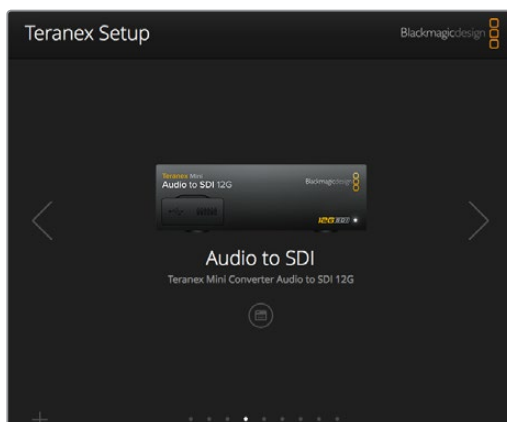 Teranex Setup
Blackmagicdesign
Teranex Mini
Audio to SDI 12G
Blackmagicdesign
12G
Audio to SDI
Teranex Mini Converter Audio to SDI 12G